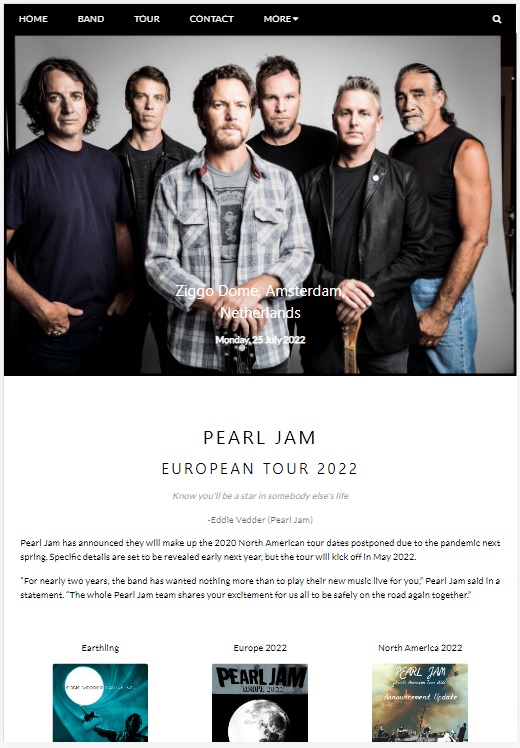 HOME BAND TOUR CONTACT MORE
Ziggo Dome, Amsterdam,
Netherlands
Monday, 25 July 2022
PEARL JAM
EUROPEAN TOUR 2022
Know you'll be a star in somebody else's life
-Eddie Vedder (Pearl Jam)
Pearl Jam has announced they will make up the 2020 North American tour dates postponed due to the pandemic next
spring. Specific details are set to be revealed early next year, but the tour will kick off in May 2022.
“For nearly two years, the band has wanted nothing more than to play their new music live for you,” Pearl Jam said in a
statement. “The whole Pearl Jam team shares your excitement for us all to be safely on the road again together.”
Earthling Europe 2022 North America 2022
EDDIE VEDDER EARTHLING
PEARL JAM
EUROPE 2022
PEARL JAM
North American Tour 2022
Announcement Update